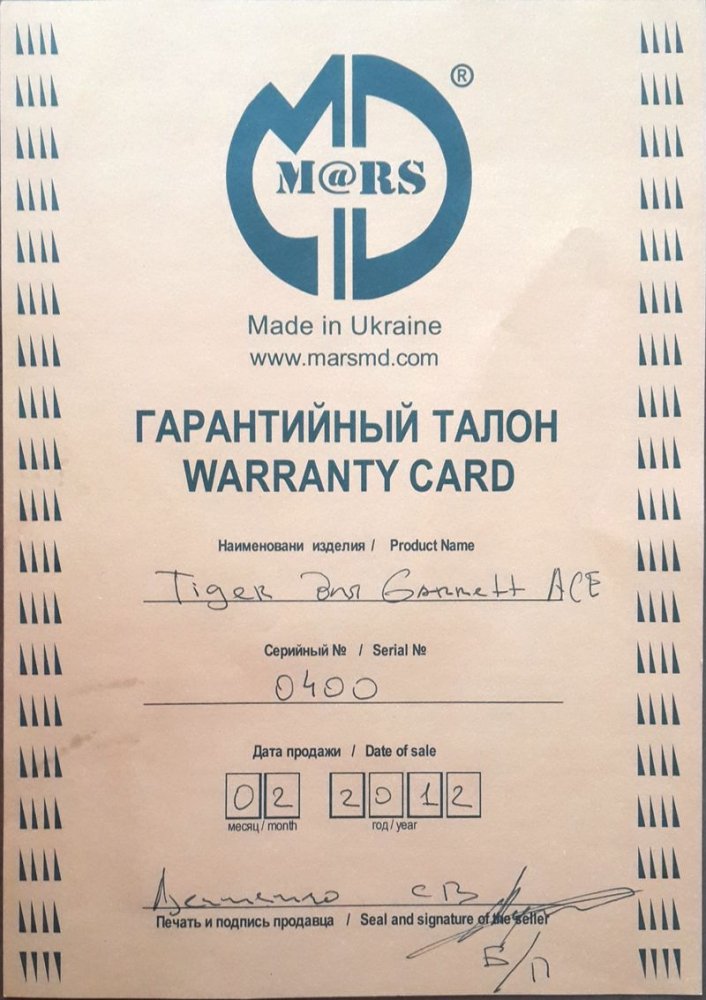 ®
M@RS
Made in Ukraine
www.marsmd.com
ГАРАНТИЙНЫЙ ТАЛОН
WARRANTY CARD
Наименовани изделия / Product Name
Tiger для Garrett ACE
Серийный № / Serial №
0400
Дата продажи / Date of sale
02 2012
месяц / month год / year
СВ
Печать и подпись продавца / Seal and signature of the seller
Б/П